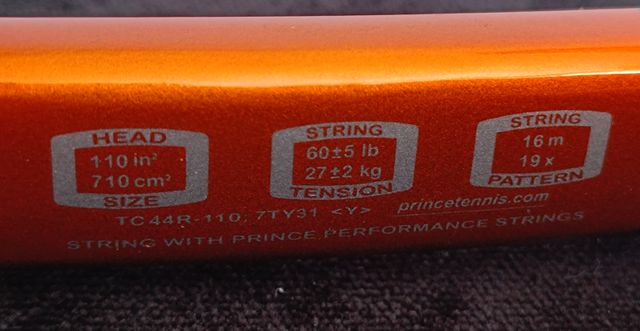 HEAD
110 in²
710 cm²
SIZE
STRING
60±5 lb
27±2 kg
TENSION
STRING
16 m
19 x
PATTERN
TC44R-110; 7TY31 <Y> princetennis.com
STRING WITH PRINCE PERFORMANCE STRINGS